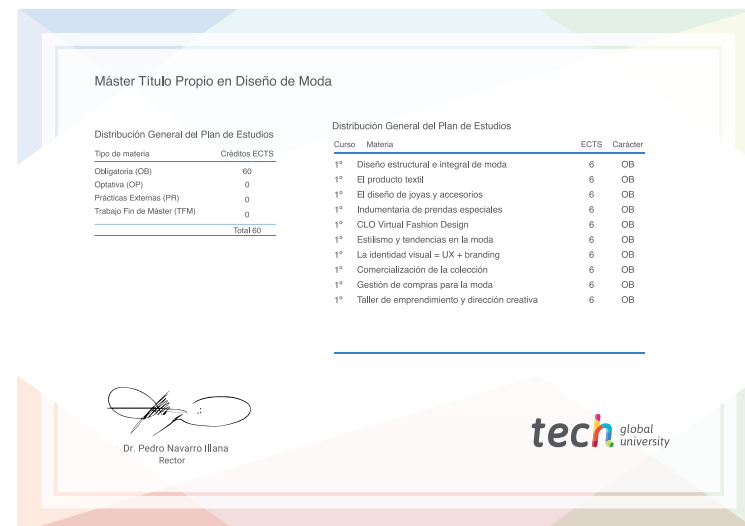 Máster Título Propio en Diseño de Moda
Distribución General del Plan de Estudios
Tipo de materia Créditos ECTS
Obligatoria (OB) 60
Optativa (OP) 0
Prácticas Externas (PR) 0
Trabajo Fin de Máster (TFM) 0
Total 60
Distribución General del Plan de Estudios
Curso Materia ECTS Carácter
1º Diseño estructural e integral de moda 6 OB
1º El producto textil 6 OB
1º El diseño de joyas y accesorios 6 OB
1º Indumentaria de prendas especiales 6 OB
1º CLO Virtual Fashion Design 6 OB
1º Estilismo y tendencias en la moda 6 OB
1º La identidad visual = UX + branding 6 OB
1º Comercialización de la colección 6 OB
1º Gestión de compras para la moda 6 OB
1º Taller de emprendimiento y dirección creativa 6 OB
Dr. Pedro Navarro Illana
Rector
tech global
university